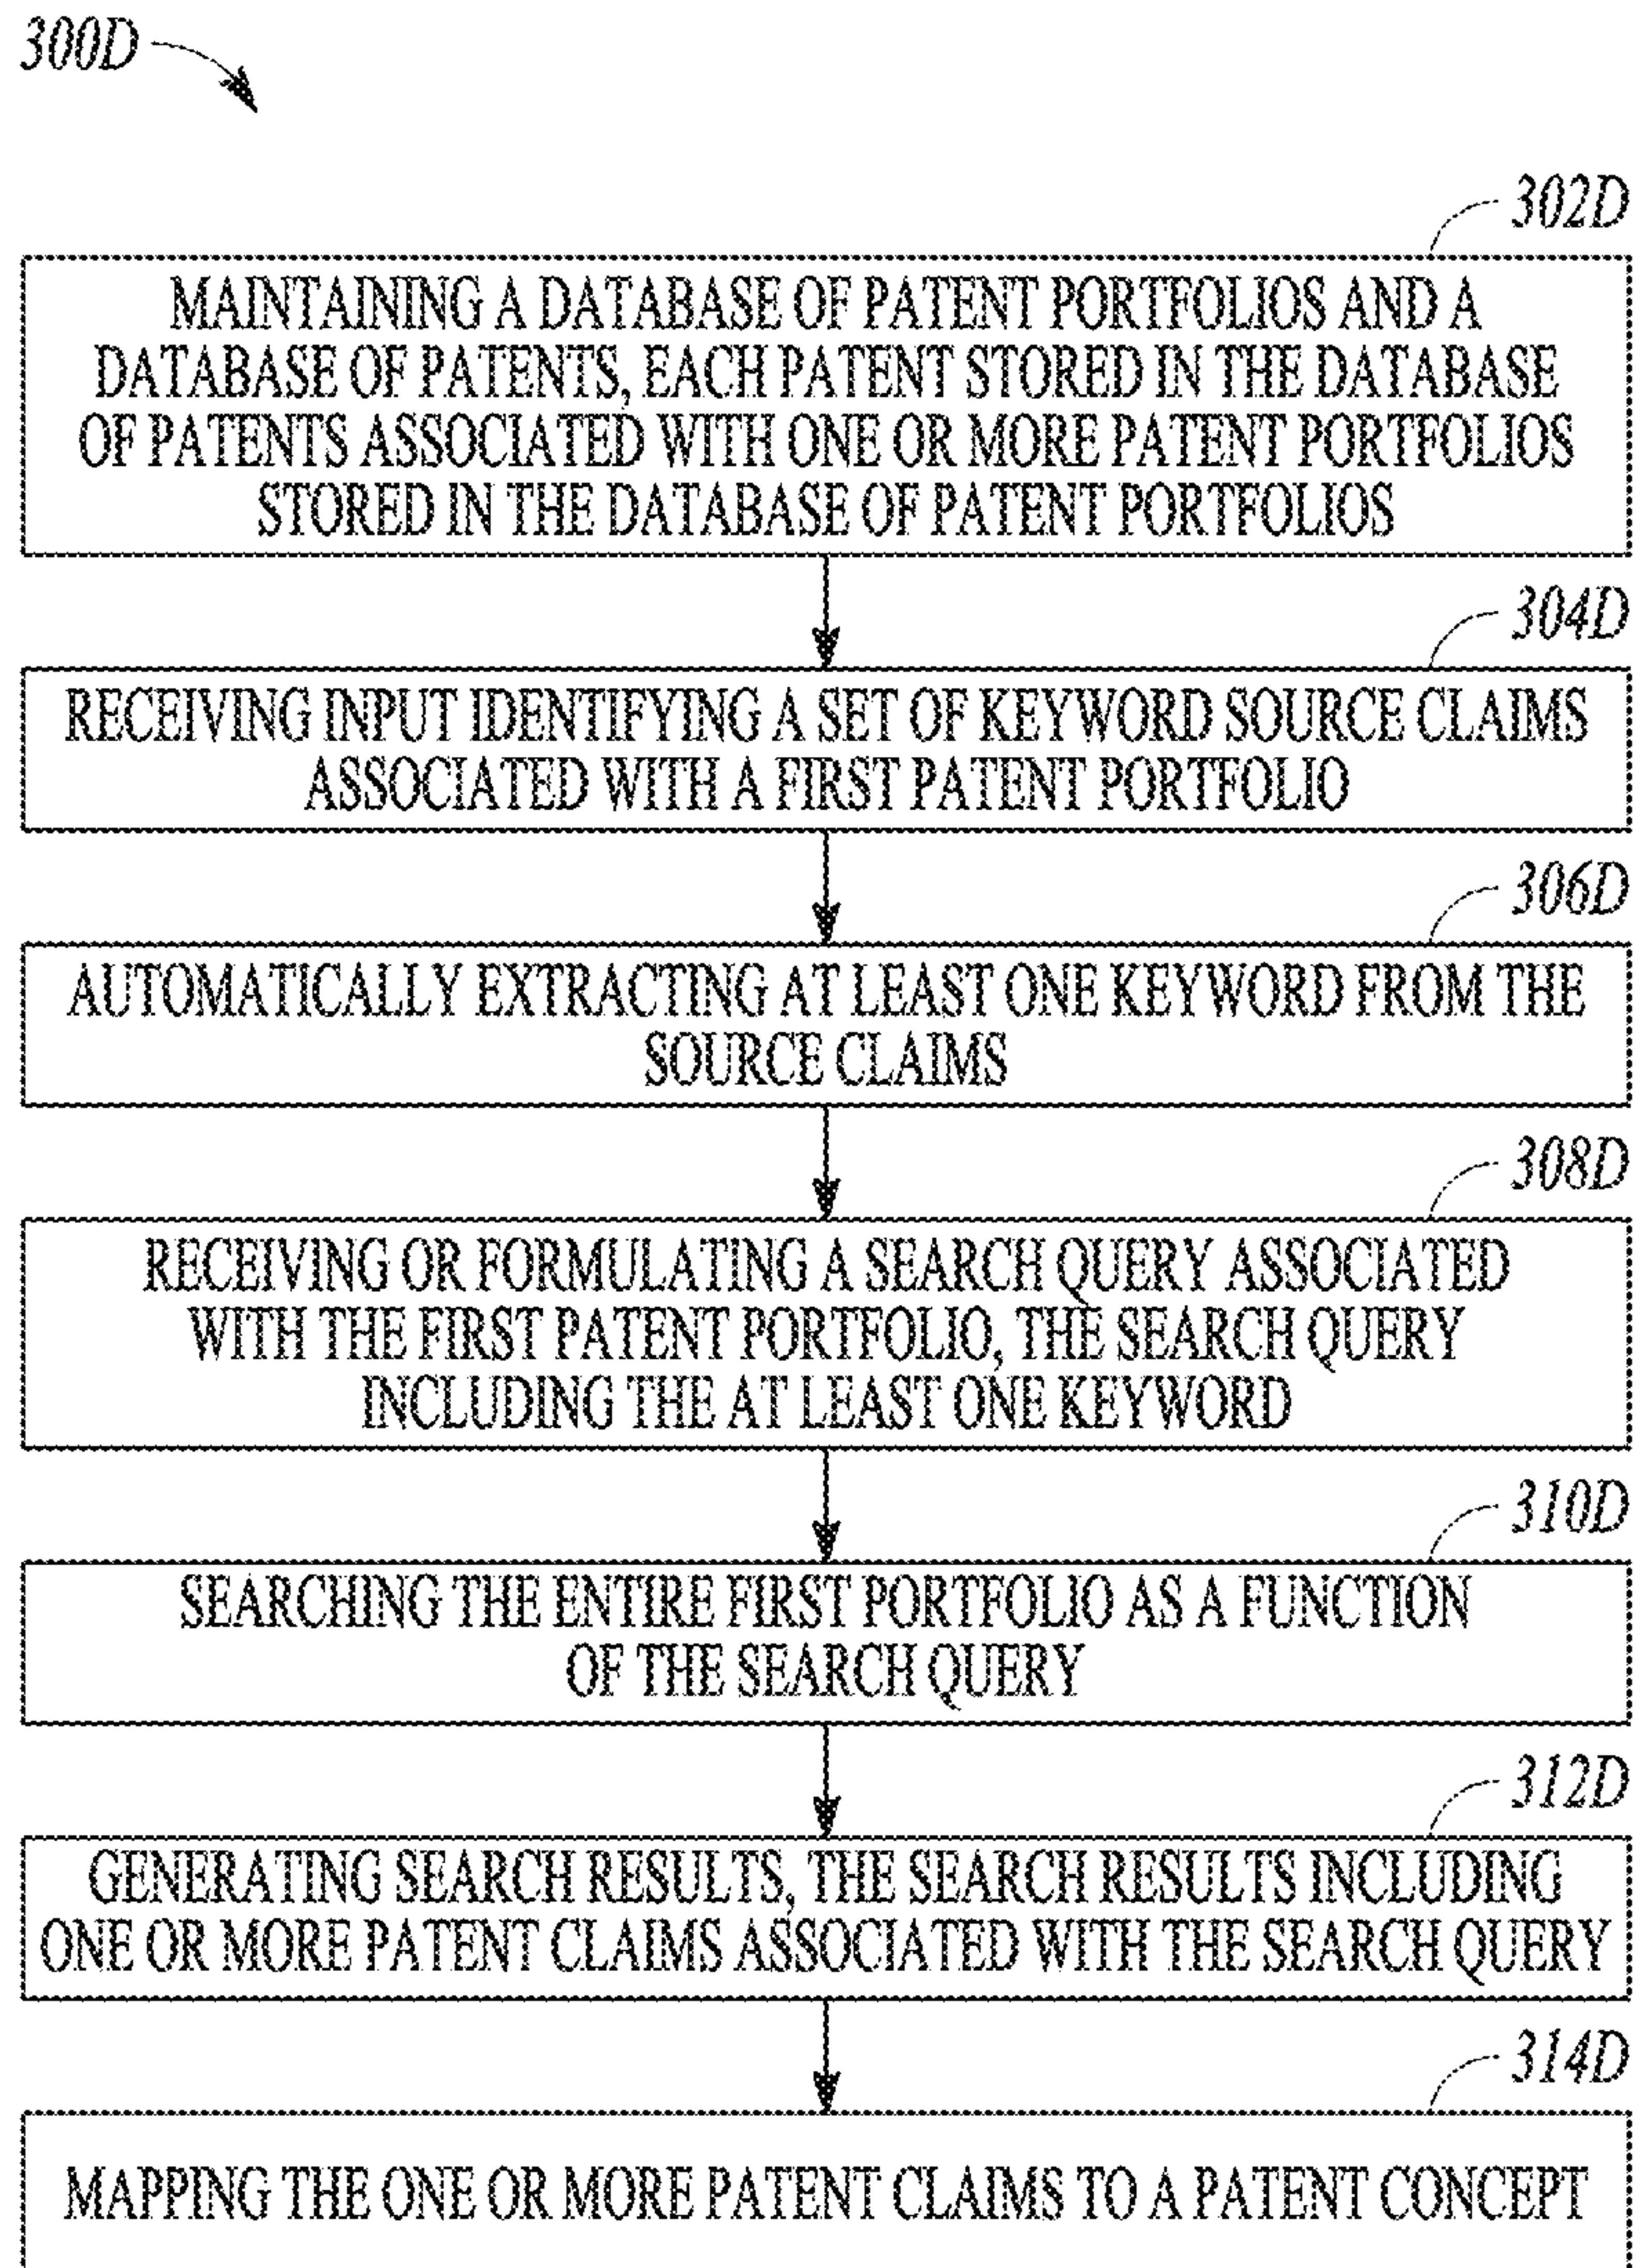 300D
302D
MAINTAINING A DATABASE OF PATENT PORTFOLIOS AND A
DATABASE OF PATENTS, EACH PATENT STORED IN THE DATABASE
OF PATENTS ASSOCIATED WITH ONE OR MORE PATENT PORTFOLIOS
STORED IN THE DATABASE OF PATENT PORTFOLIOS
304D
RECEIVING INPUT IDENTIFYING A SET OF KEYWORD SOURCE CLAIMS
ASSOCIATED WITH A FIRST PATENT PORTFOLIO
306D
AUTOMATICALLY EXTRACTING AT LEAST ONE KEYWORD FROM THE
SOURCE CLAIMS
308D
RECEIVING OR FORMULATING A SEARCH QUERY ASSOCIATED
WITH THE FIRST PATENT PORTFOLIO, THE SEARCH QUERY
INCLUDING THE AT LEAST ONE KEYWORD
310D
SEARCHING THE ENTIRE FIRST PORTFOLIO AS A FUNCTION
OF THE SEARCH QUERY
312D
GENERATING SEARCH RESULTS, THE SEARCH RESULTS INCLUDING
ONE OR MORE PATENT CLAIMS ASSOCIATED WITH THE SEARCH QUERY
314D
MAPPING THE ONE OR MORE PATENT CLAIMS TO A PATENT CONCEPT